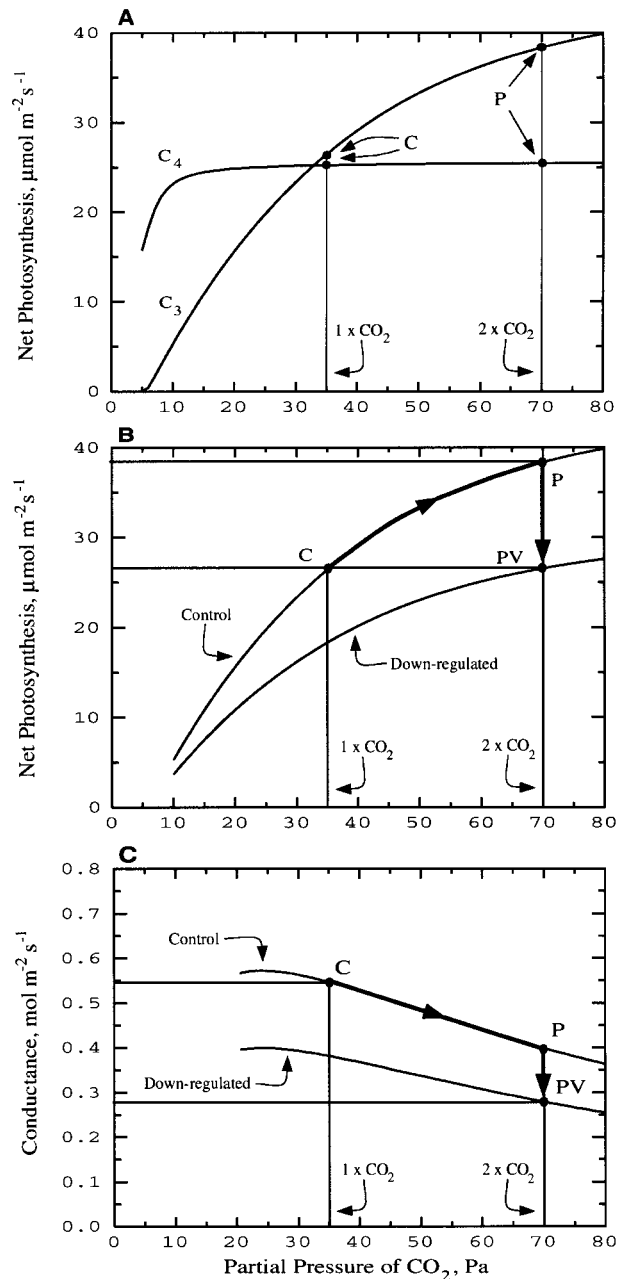 A
Net Photosynthesis, μmol m⁻² s⁻¹
40
30
20
10
0
C₄
C₃
C
P
1 x CO₂
2 x CO₂
0 10 20 30 40 50 60 70 80
B
Net Photosynthesis, μmol m⁻² s⁻¹
40
30
20
10
0
C
P
PV
Control
Down-regulated
1 x CO₂
2 x CO₂
0 10 20 30 40 50 60 70 80
C
Conductance, mol m⁻² s⁻¹
0.8
0.7
0.6
0.5
0.4
0.3
0.2
0.1
0.0
Control
C
P
Down-regulated
PV
1 x CO₂
2 x CO₂
0 10 20 30 40 50 60 70 80
Partial Pressure of CO₂, Pa